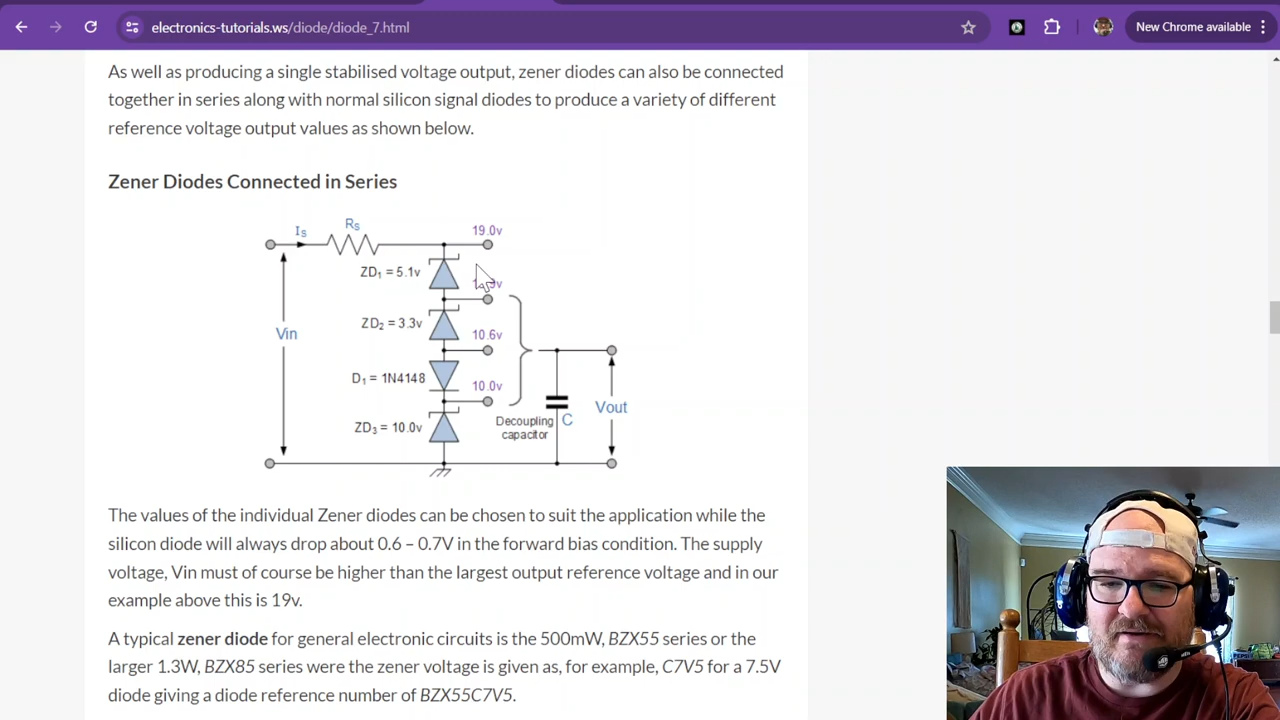 electronics-tutorials.ws/diode/diode_7.html
New Chrome available
As well as producing a single stabilised voltage output, zener diodes can also be connected
together in series along with normal silicon signal diodes to produce a variety of different
reference voltage output values as shown below.
Zener Diodes Connected in Series
Is
Rs
19.0v
ZD1 = 5.1v
ZD2 = 3.3v
10.6v
Vin
D1 = 1N4148
10.0v
Vout
ZD3 = 10.0v
Decoupling
capacitor
C
The values of the individual Zener diodes can be chosen to suit the application while the
silicon diode will always drop about 0.6 – 0.7V in the forward bias condition. The supply
voltage, Vin must of course be higher than the largest output reference voltage and in our
example above this is 19v.
A typical zener diode for general electronic circuits is the 500mW, BZX55 series or the
larger 1.3W, BZX85 series were the zener voltage is given as, for example, C7V5 for a 7.5V
diode giving a diode reference number of BZX55C7V5.